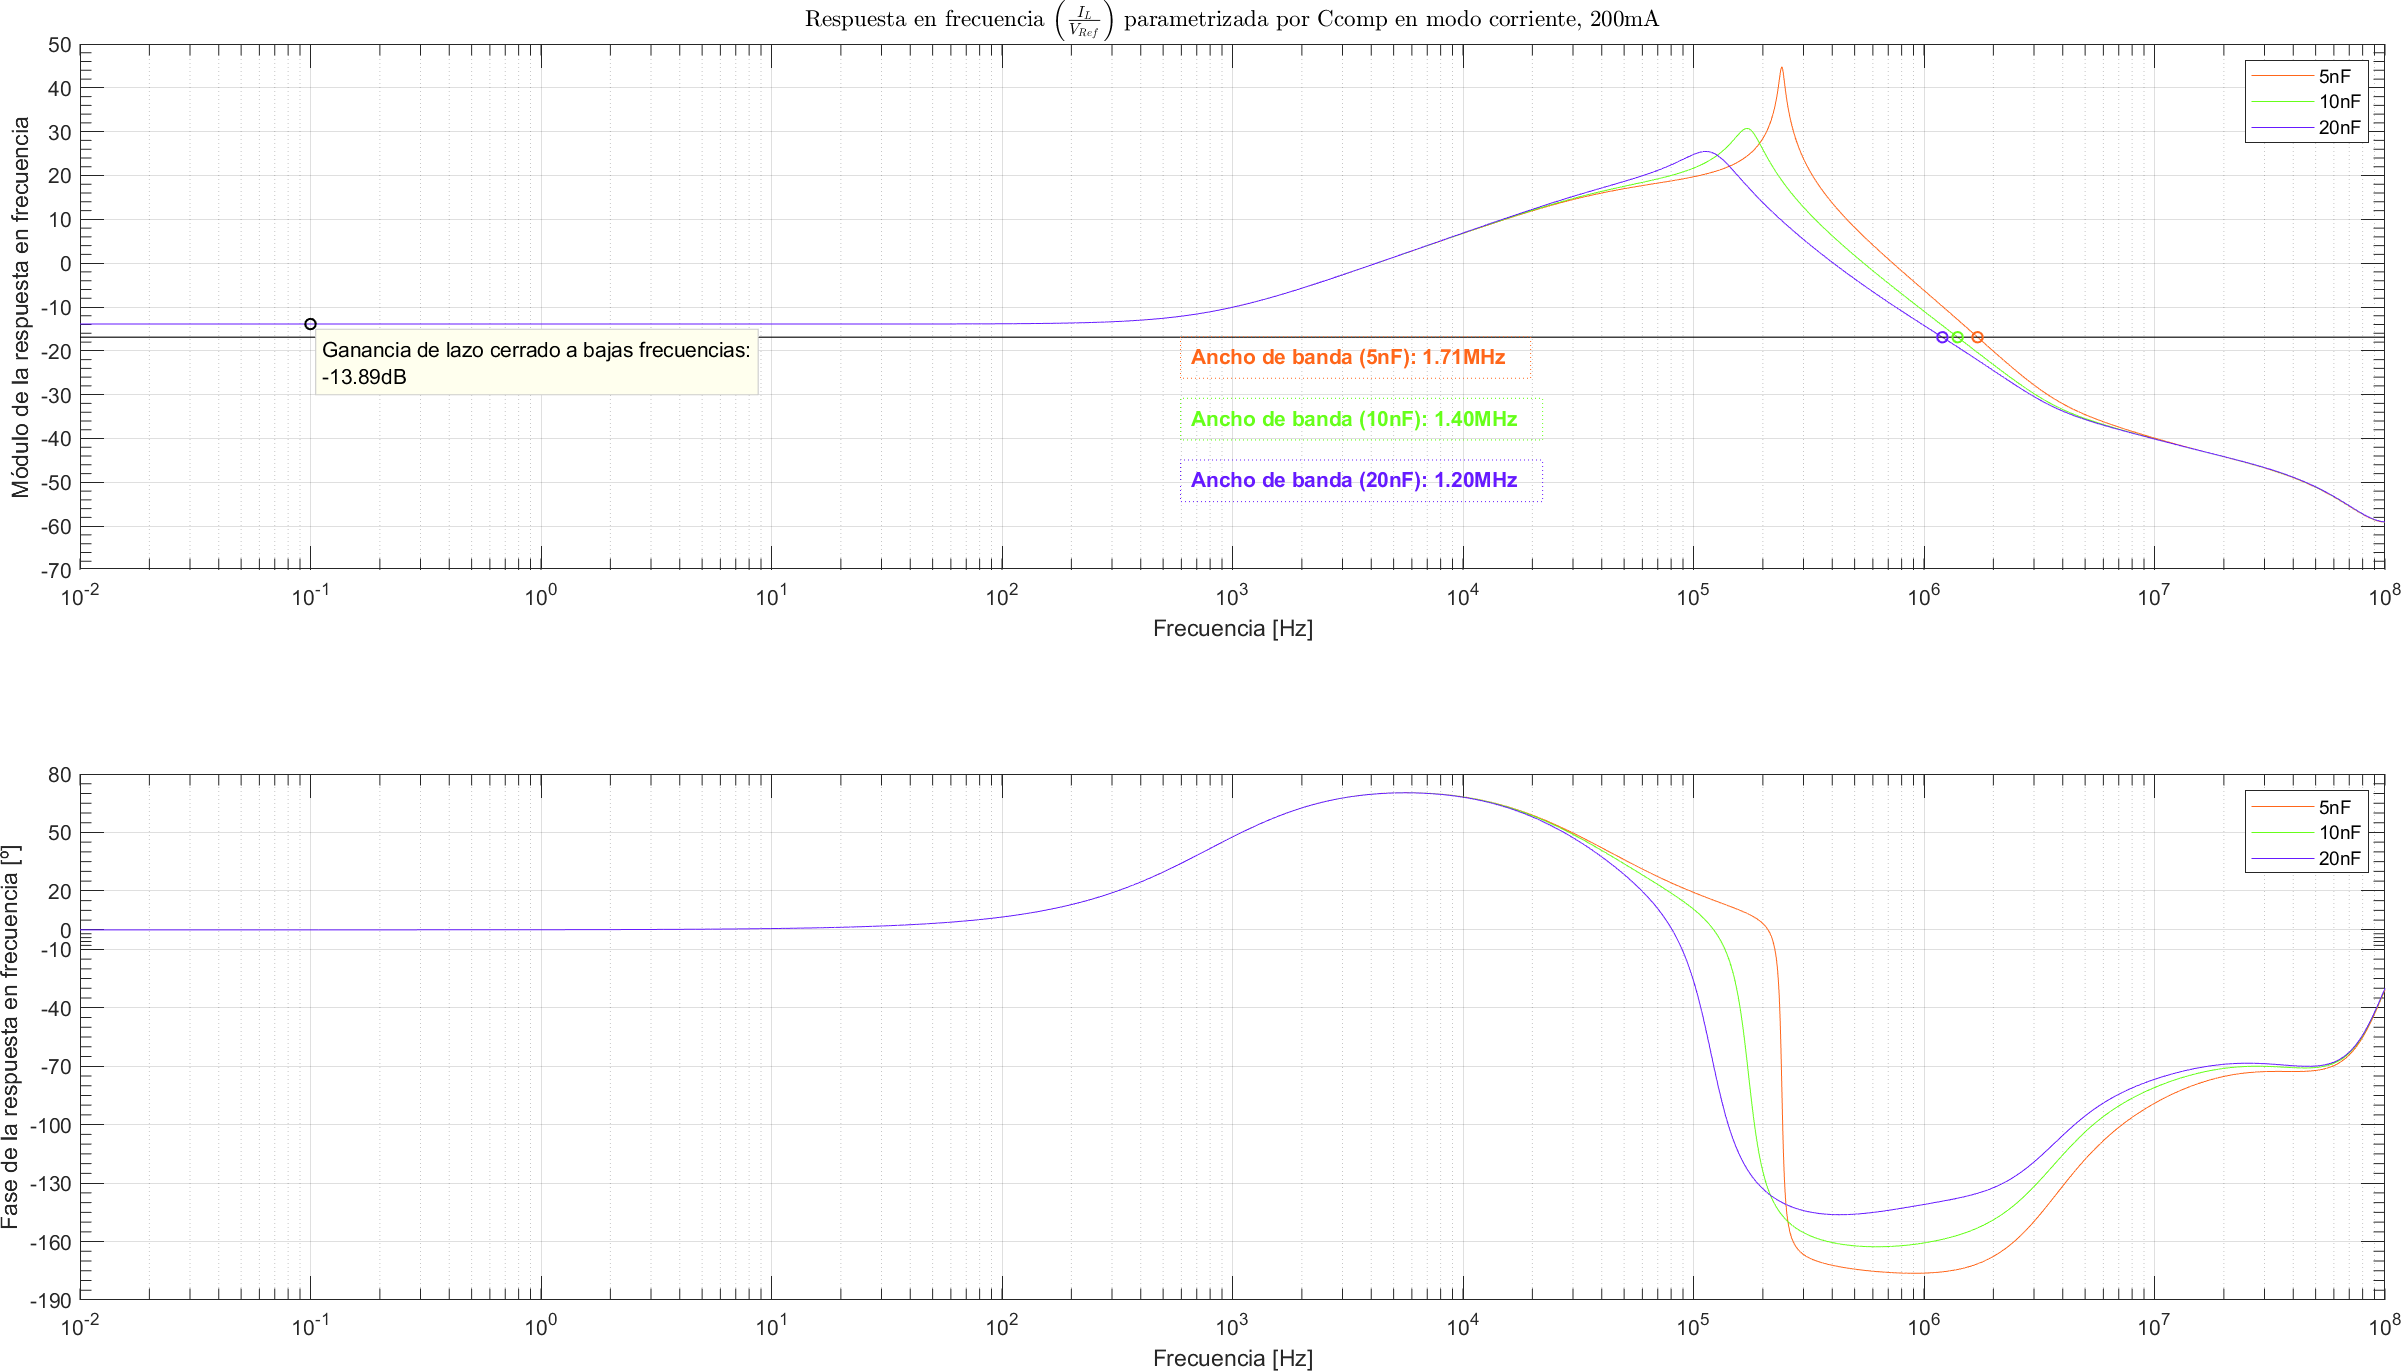 Respuesta en frecuencia (I_L/V_Ref) parametrizada por Ccomp en modo corriente, 200mA
Módulo de la respuesta en frecuencia
50
40
30
20
10
0
-10
-20
-30
-40
-50
-60
-70
5nF
10nF
20nF
Ganancia de lazo cerrado a bajas frecuencias:
-13.89dB
Ancho de banda (5nF): 1.71MHz
Ancho de banda (10nF): 1.40MHz
Ancho de banda (20nF): 1.20MHz
10^-2 10^-1 10^0 10^1 10^2 10^3 10^4 10^5 10^6 10^7 10^8
Frecuencia [Hz]
Fase de la respuesta en frecuencia [º]
80
50
20
0
-10
-40
-70
-100
-130
-160
-190
5nF
10nF
20nF
10^-2 10^-1 10^0 10^1 10^2 10^3 10^4 10^5 10^6 10^7 10^8
Frecuencia [Hz]